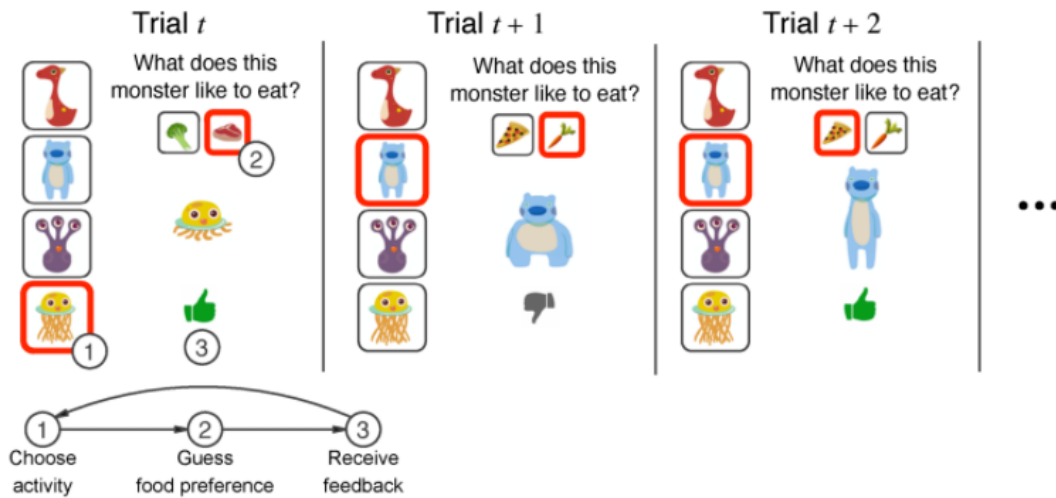 Trial t
What does this
monster like to eat?
2
3
1
Trial t + 1
What does this
monster like to eat?
Trial t + 2
What does this
monster like to eat?
...
1
2
3
Choose
activity
Guess
food preference
Receive
feedback